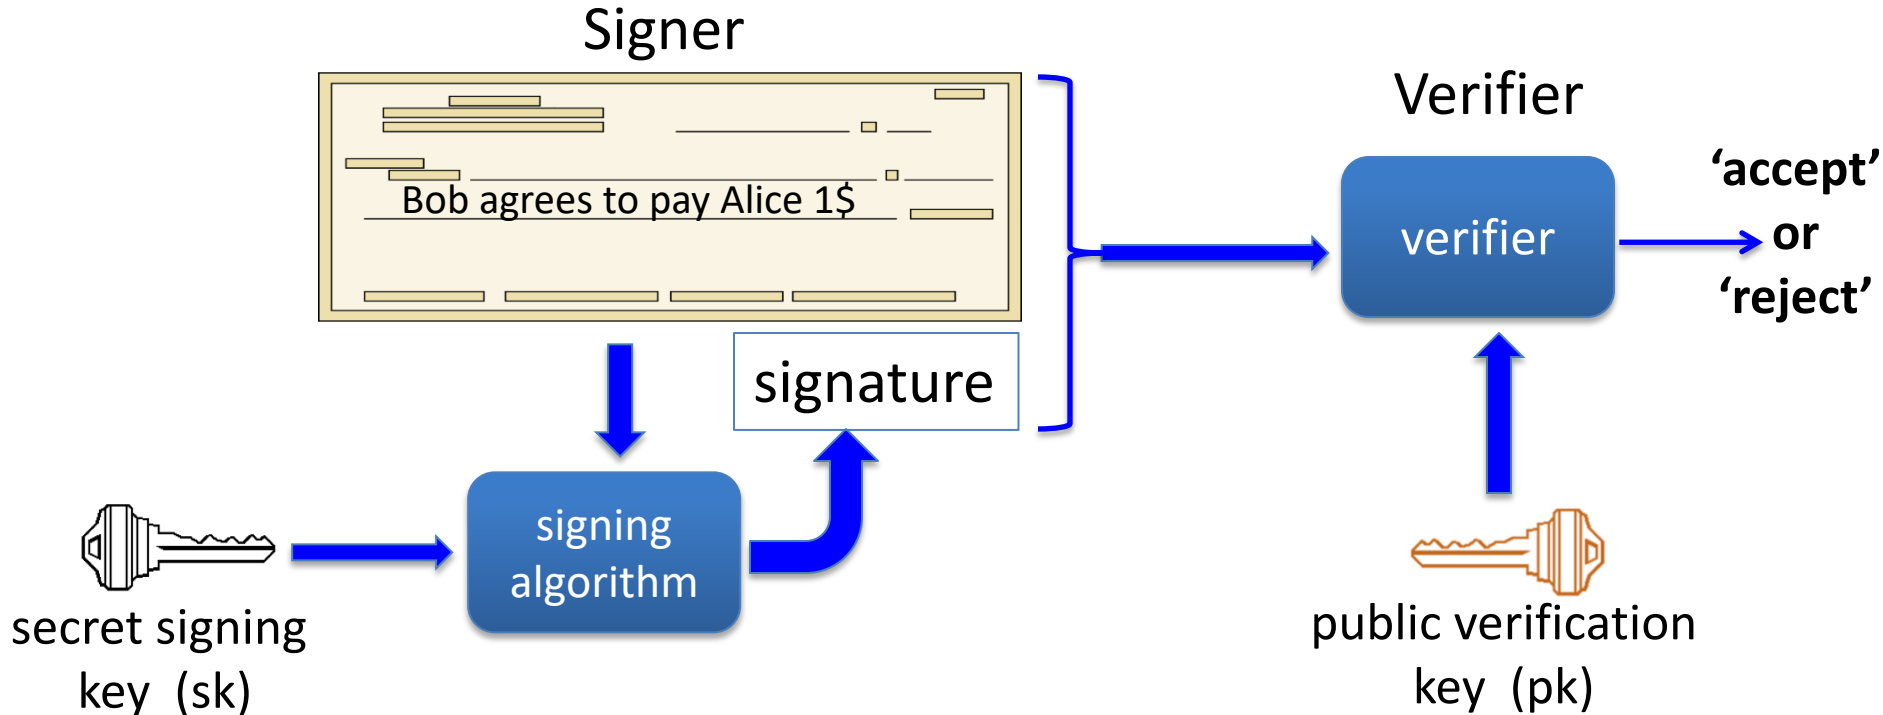 Signer
Bob agrees to pay Alice 1$
signature
signing
algorithm
secret signing
key (sk)
Verifier
verifier
‘accept’
or
‘reject’
public verification
key (pk)